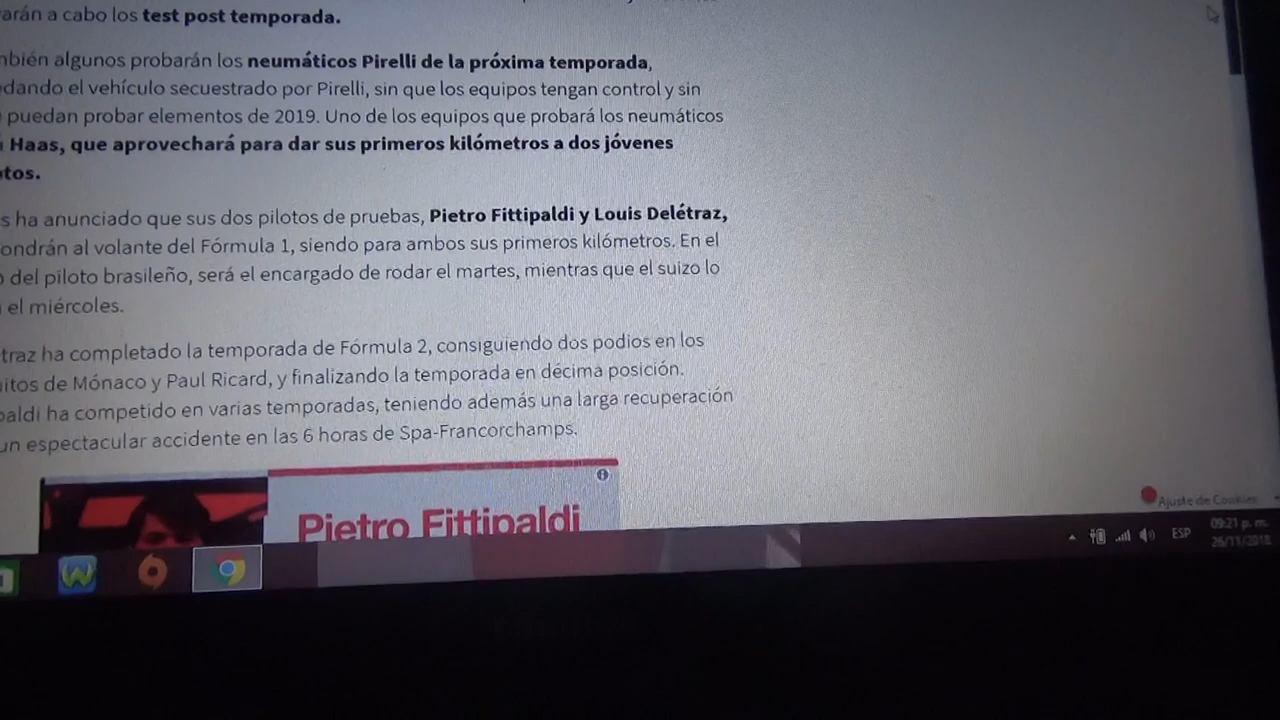 arán a cabo los test post temporada.
mbién algunos probarán los neumáticos Pirelli de la próxima temporada,
dando el vehículo secuestrado por Pirelli, sin que los equipos tengan control y sin
puedan probar elementos de 2019. Uno de los equipos que probará los neumáticos
Haas, que aprovechará para dar sus primeros kilómetros a dos jóvenes
tos.
s ha anunciado que sus dos pilotos de pruebas, Pietro Fittipaldi y Louis Delétraz,
ondrán al volante del Fórmula 1, siendo para ambos sus primeros kilómetros. En el
o del piloto brasileño, será el encargado de rodar el martes, mientras que el suizo lo
el miércoles.
traz ha completado la temporada de Fórmula 2, consiguiendo dos podios en los
uitos de Mónaco y Paul Ricard, y finalizando la temporada en décima posición.
paldi ha competido en varias temporadas, teniendo además una larga recuperación
un espectacular accidente en las 6 horas de Spa-Francorchamps.
Pietro Fittipaldi
Ajuste de Cookies
ESP
09:21 p. m.
26/11/2018